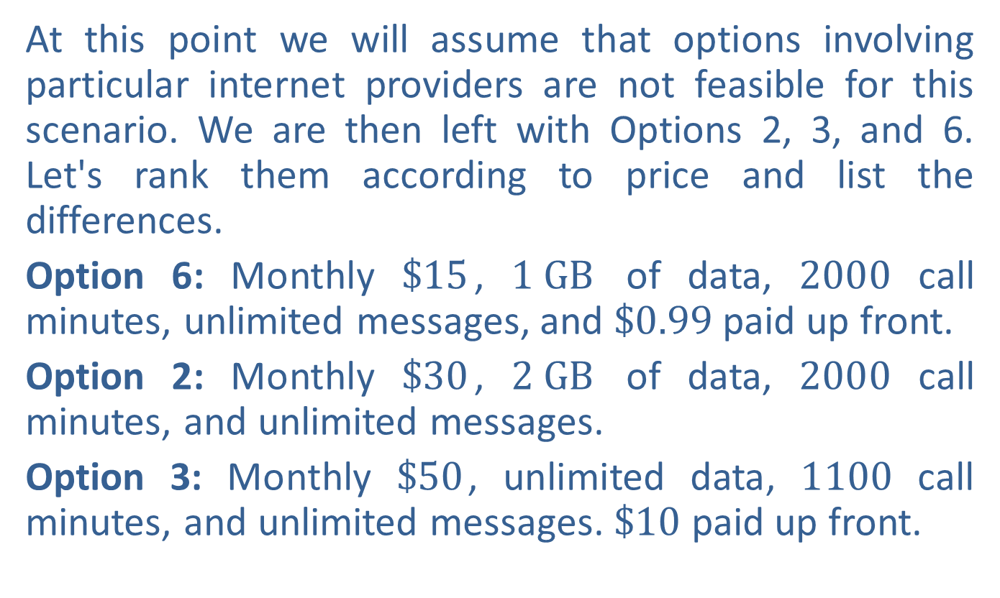 At this point we will assume that options involving
particular internet providers are not feasible for this
scenario. We are then left with Options 2, 3, and 6.
Let's rank them according to price and list the
differences.
Option 6: Monthly $15, 1 GB of data, 2000 call
minutes, unlimited messages, and $0.99 paid up front.
Option 2: Monthly $30, 2 GB of data, 2000 call
minutes, and unlimited messages.
Option 3: Monthly $50, unlimited data, 1100 call
minutes, and unlimited messages. $10 paid up front.